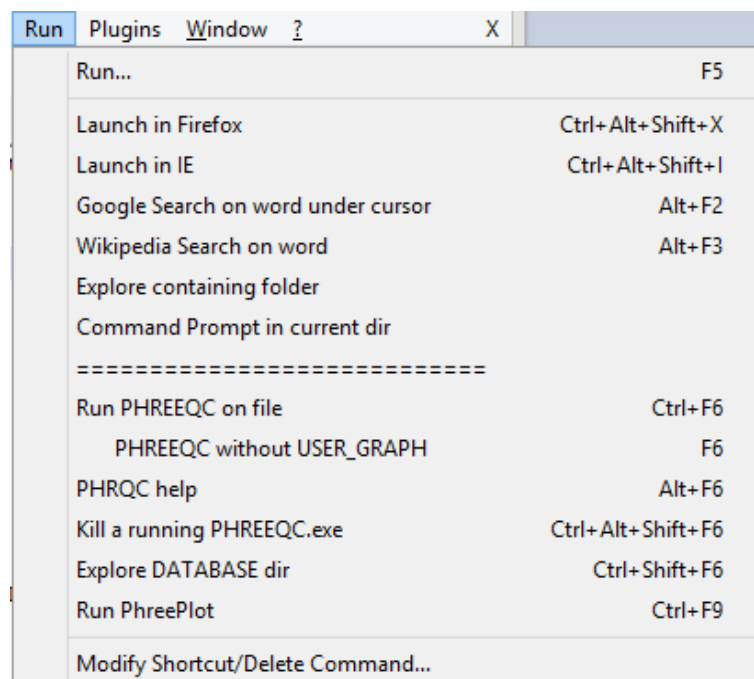 Run Plugins Window ? X
Run... F5
Launch in Firefox Ctrl+Alt+Shift+X
Launch in IE Ctrl+Alt+Shift+I
Google Search on word under cursor Alt+F2
Wikipedia Search on word Alt+F3
Explore containing folder
Command Prompt in current dir
============================
Run PHREEQC on file Ctrl+F6
PHREEQC without USER_GRAPH F6
PHRQC help Alt+F6
Kill a running PHREEQC.exe Ctrl+Alt+Shift+F6
Explore DATABASE dir Ctrl+Shift+F6
Run PhreePlot Ctrl+F9
Modify Shortcut/Delete Command...